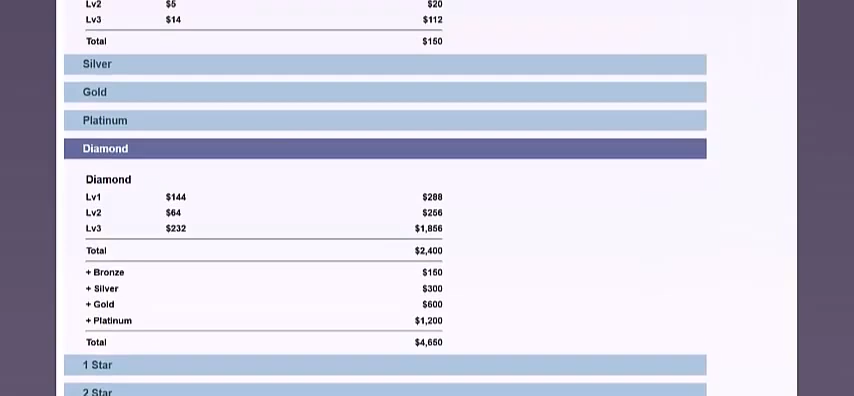 Lv2 $5 $20
Lv3 $14 $112
Total $150
Silver
Gold
Platinum
Diamond
Diamond
Lv1 $144 $288
Lv2 $64 $256
Lv3 $232 $1,856
Total $2,400
+ Bronze $150
+ Silver $300
+ Gold $600
+ Platinum $1,200
Total $4,650
1 Star
2 Star